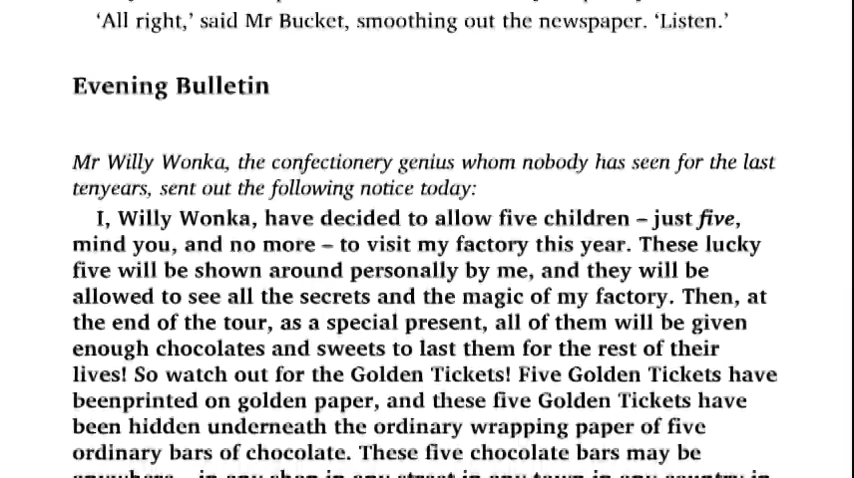 ‘All right,’ said Mr Bucket, smoothing out the newspaper. ‘Listen.’
Evening Bulletin
Mr Willy Wonka, the confectionery genius whom nobody has seen for the last
tenyears, sent out the following notice today:
I, Willy Wonka, have decided to allow five children – just five,
mind you, and no more – to visit my factory this year. These lucky
five will be shown around personally by me, and they will be
allowed to see all the secrets and the magic of my factory. Then, at
the end of the tour, as a special present, all of them will be given
enough chocolates and sweets to last them for the rest of their
lives! So watch out for the Golden Tickets! Five Golden Tickets have
beenprinted on golden paper, and these five Golden Tickets have
been hidden underneath the ordinary wrapping paper of five
ordinary bars of chocolate. These five chocolate bars may be